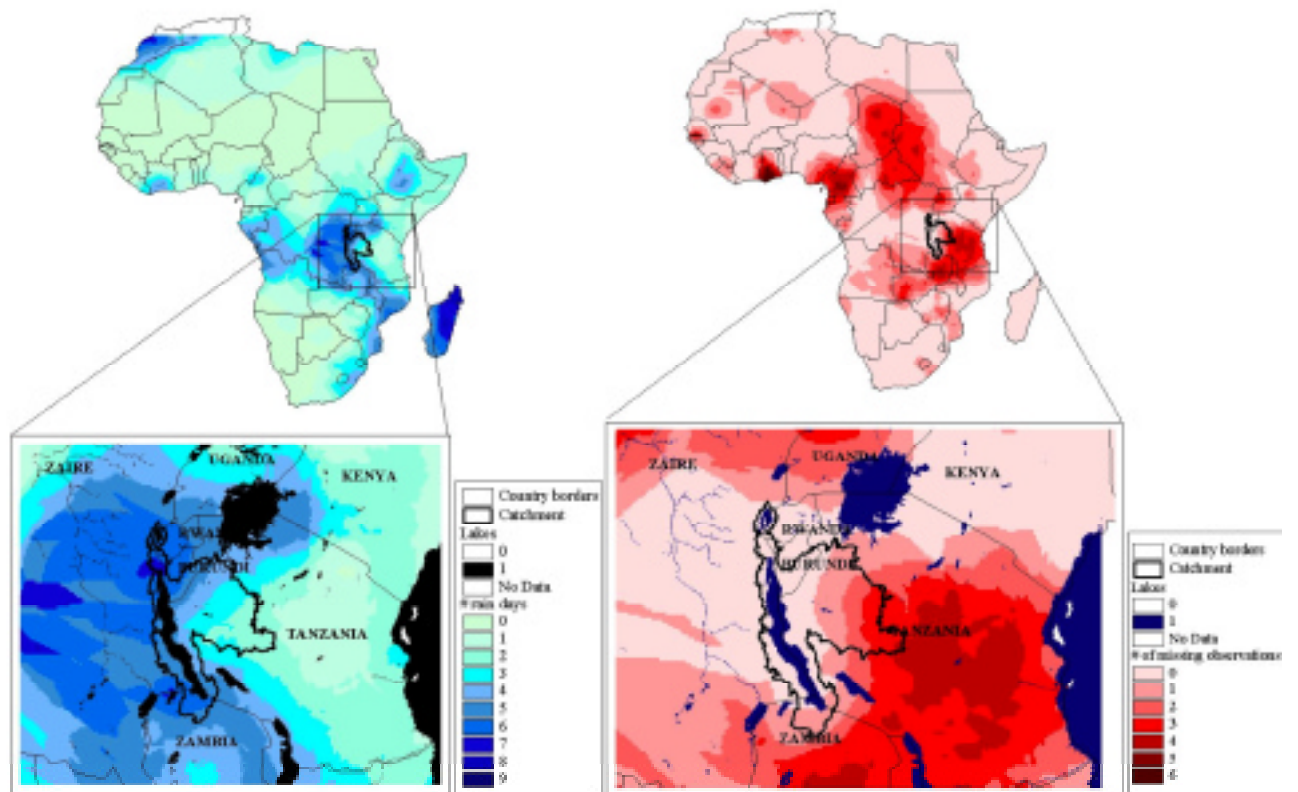 ZAIRE
UGANDA
KENYA
RWANDA
BURUNDI
TANZANIA
ZAMBIA
Country borders
Catchment
Lakes
0
1
No Data
# rain days
0
1
2
3
4
5
6
7
8
9
ZAIRE
UGANDA
KENYA
RWANDA
BURUNDI
TANZANIA
ZAMBIA
Country borders
Catchment
Lakes
0
1
No Data
# of missing observations
0
1
2
3
4
5
6